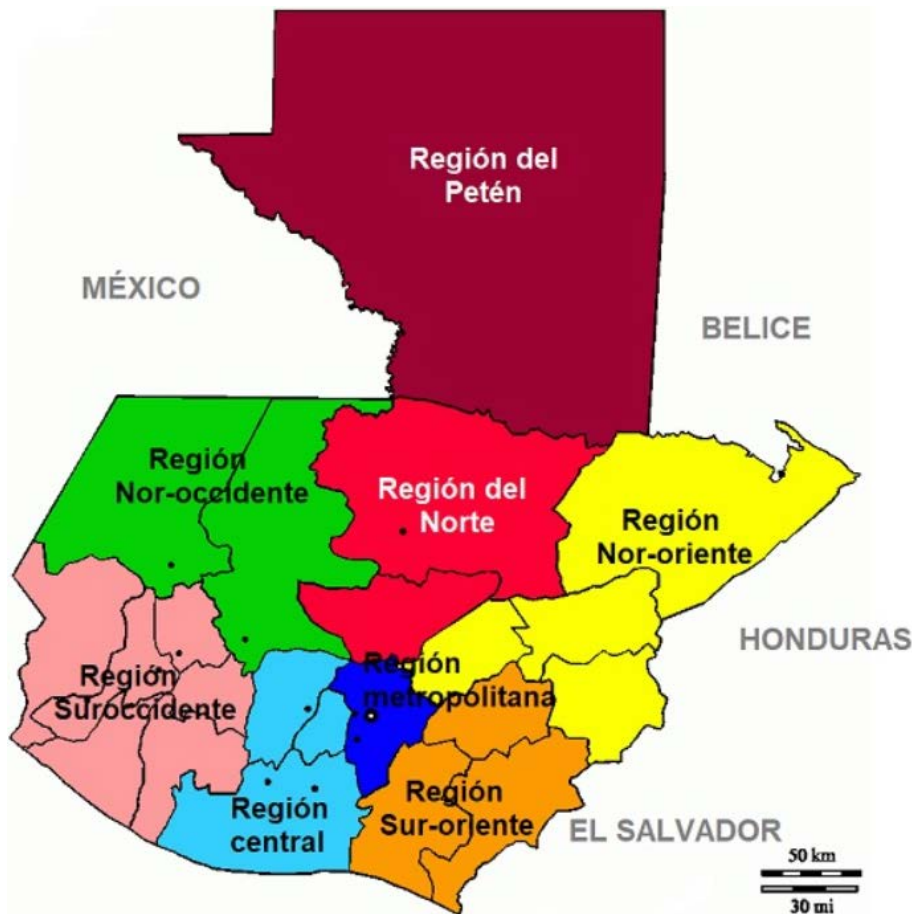 Región del
Petén
MÉXICO
BELICE
Región
Nor-occidente
Región del
Norte
Región
Nor-oriente
HONDURAS
Región
Suroccidente
Región
metropolitana
Región
central
Región
Sur-oriente
EL SALVADOR
50 km
30 mi